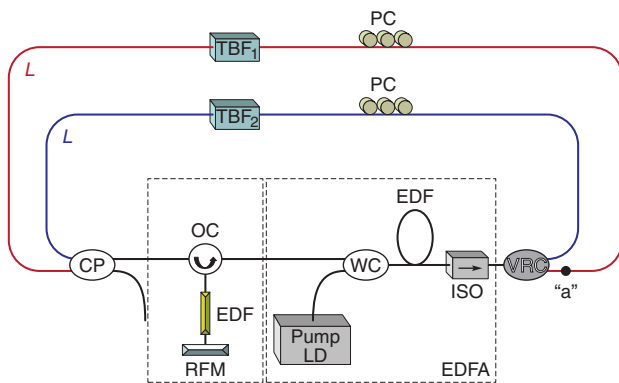 PC
TBF1
L
PC
TBF2
L
EDF
OC
CP
WC
VRC
ISO
"a"
EDF
Pump
LD
RFM
EDFA